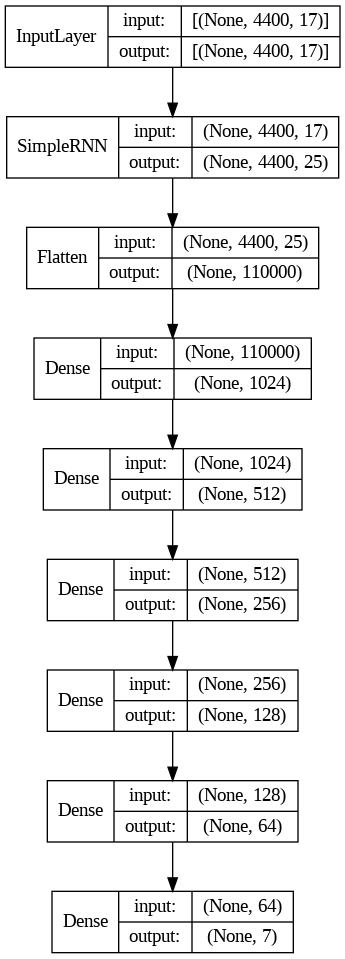 InputLayer
input: [(None, 4400, 17)]
output: [(None, 4400, 17)]
SimpleRNN
input: (None, 4400, 17)
output: (None, 4400, 25)
Flatten
input: (None, 4400, 25)
output: (None, 110000)
Dense
input: (None, 110000)
output: (None, 1024)
Dense
input: (None, 1024)
output: (None, 512)
Dense
input: (None, 512)
output: (None, 256)
Dense
input: (None, 256)
output: (None, 128)
Dense
input: (None, 128)
output: (None, 64)
Dense
input: (None, 64)
output: (None, 7)